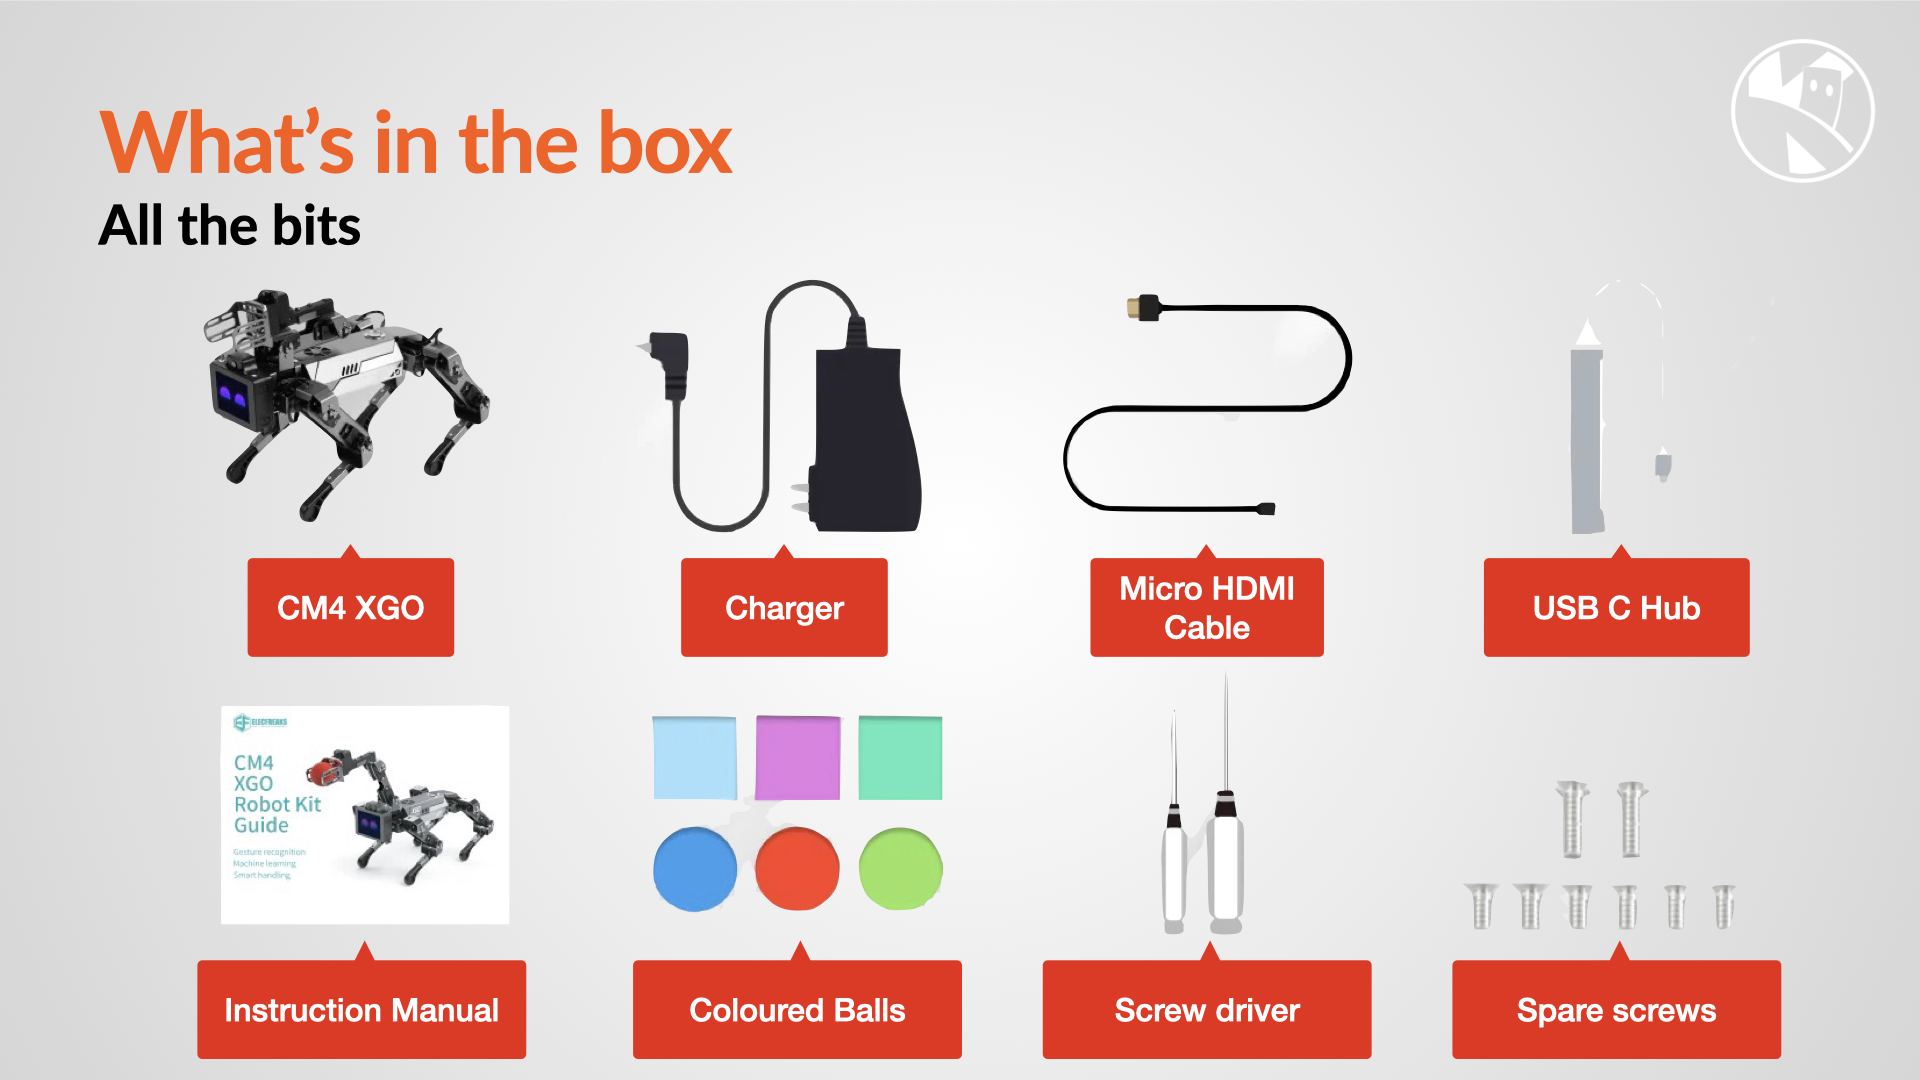 What's in the box
All the bits
CM4 XGO
Charger
Micro HDMI
Cable
USB C Hub
ELECFREAKS
CM4
XGO
Robot Kit
Guide
Gesture recognition
Machine learning
Smart handling
Instruction Manual
Coloured Balls
Screw driver
Spare screws